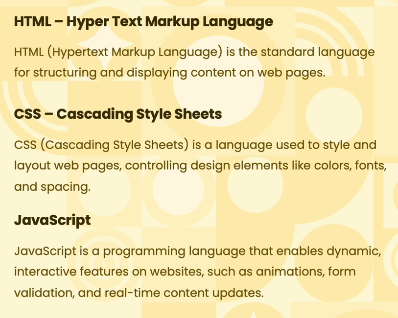 HTML – Hyper Text Markup Language
HTML (Hypertext Markup Language) is the standard language
for structuring and displaying content on web pages.
CSS – Cascading Style Sheets
CSS (Cascading Style Sheets) is a language used to style and
layout web pages, controlling design elements like colors, fonts,
and spacing.
JavaScript
JavaScript is a programming language that enables dynamic,
interactive features on websites, such as animations, form
validation, and real-time content updates.